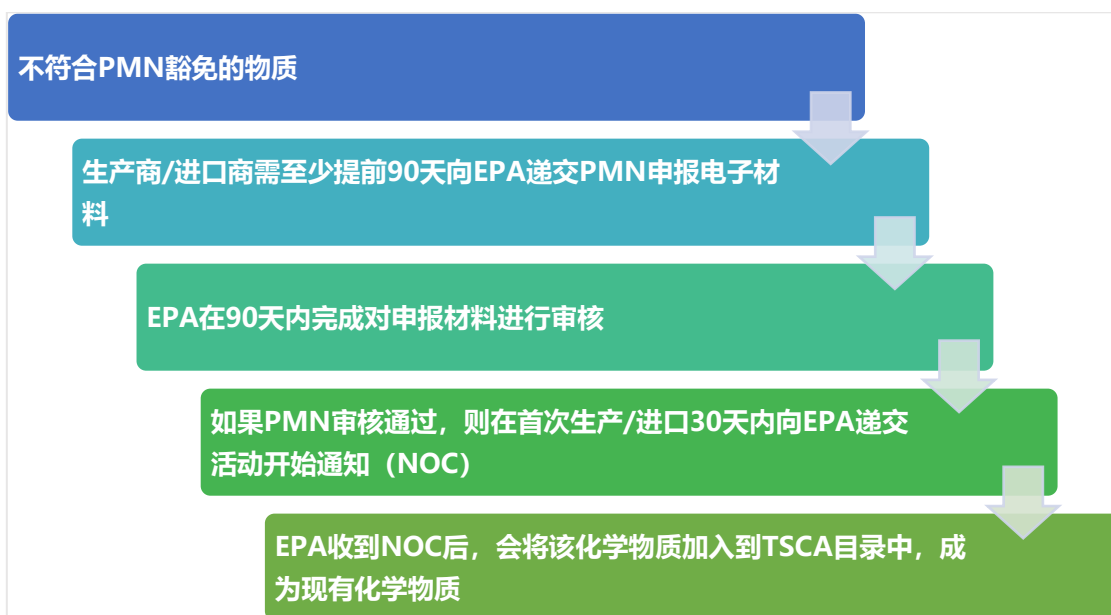 不符合PMN豁免的物质
生产商/进口商需至少提前90天向EPA递交PMN申报电子材
料
EPA在90天内完成对申报材料进行审核
如果PMN审核通过，则在首次生产/进口30天内向EPA递交
活动开始通知（NOC）
EPA收到NOC后，会将该化学物质加入到TSCA目录中，成
为现有化学物质